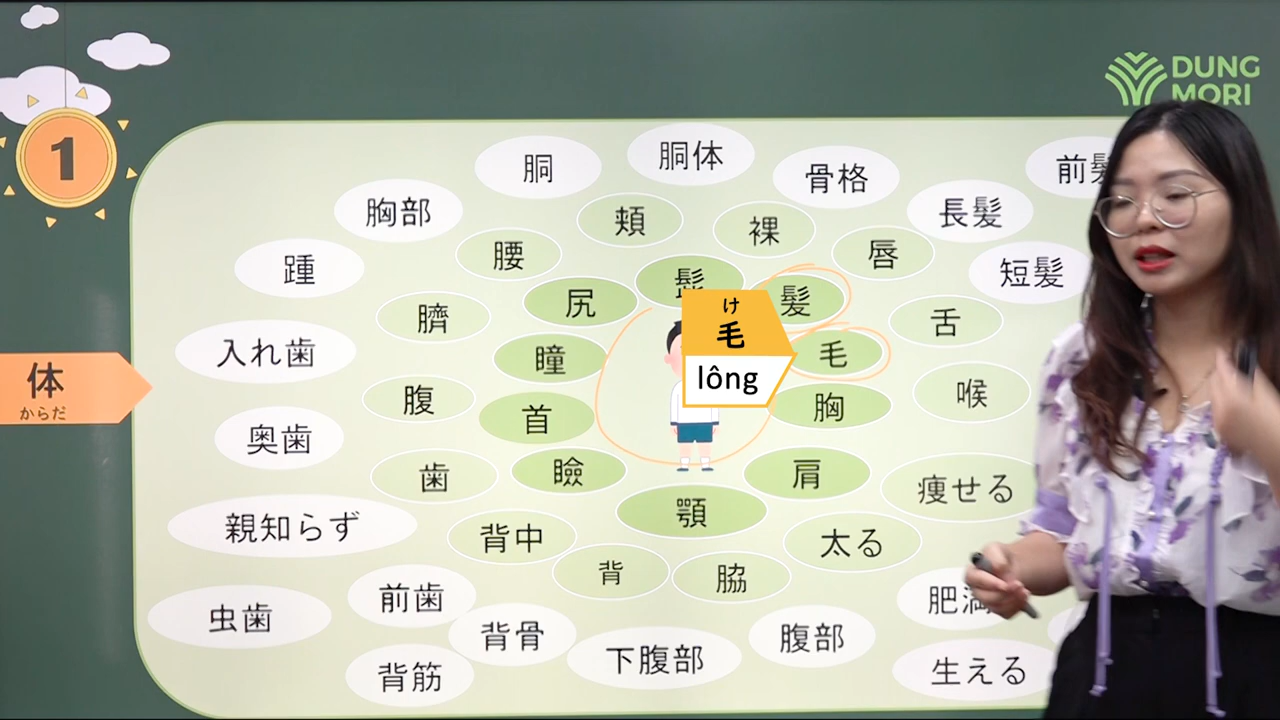 DUNG
MORI
1
体
からだ
胴
胴体
骨格
前髪
胸部
頬
裸
長髪
腰
唇
踵
髭
短髪
尻
髪
臍
舌
け
毛
lông
入れ歯
瞳
毛
腹
首
胸
喉
奥歯
歯
瞼
肩
痩せる
顎
親知らず
背中
太る
背
脇
前歯
肥満
虫歯
背骨
下腹部
腹部
背筋
生える